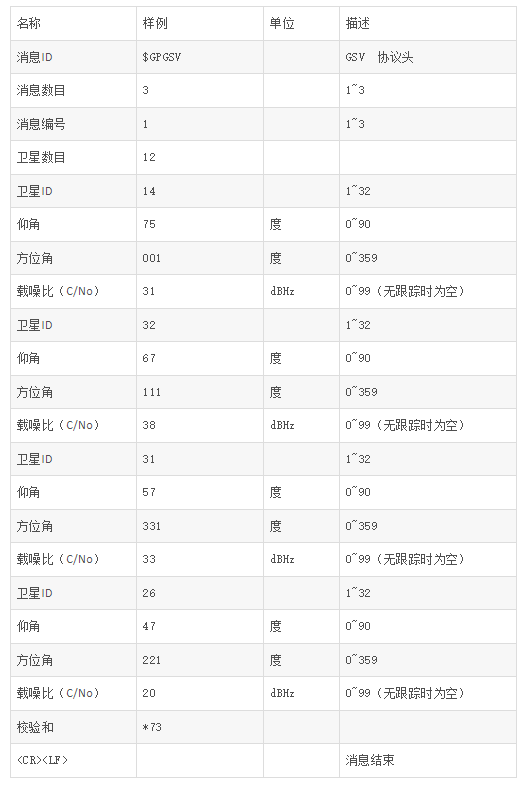 名称 样例 单位 描述
消息ID $GPGSV GSV 协议头
消息数目 3 1~3
消息编号 1 1~3
卫星数目 12
卫星ID 14 1~32
仰角 75 度 0~90
方位角 001 度 0~359
载噪比（C/No） 31 dBHz 0~99（无跟踪时为空）
卫星ID 32 1~32
仰角 67 度 0~90
方位角 111 度 0~359
载噪比（C/No） 38 dBHz 0~99（无跟踪时为空）
卫星ID 31 1~32
仰角 57 度 0~90
方位角 331 度 0~359
载噪比（C/No） 33 dBHz 0~99（无跟踪时为空）
卫星ID 26 1~32
仰角 47 度 0~90
方位角 221 度 0~359
载噪比（C/No） 20 dBHz 0~99（无跟踪时为空）
校验和 *73
<CR><LF> 消息结束